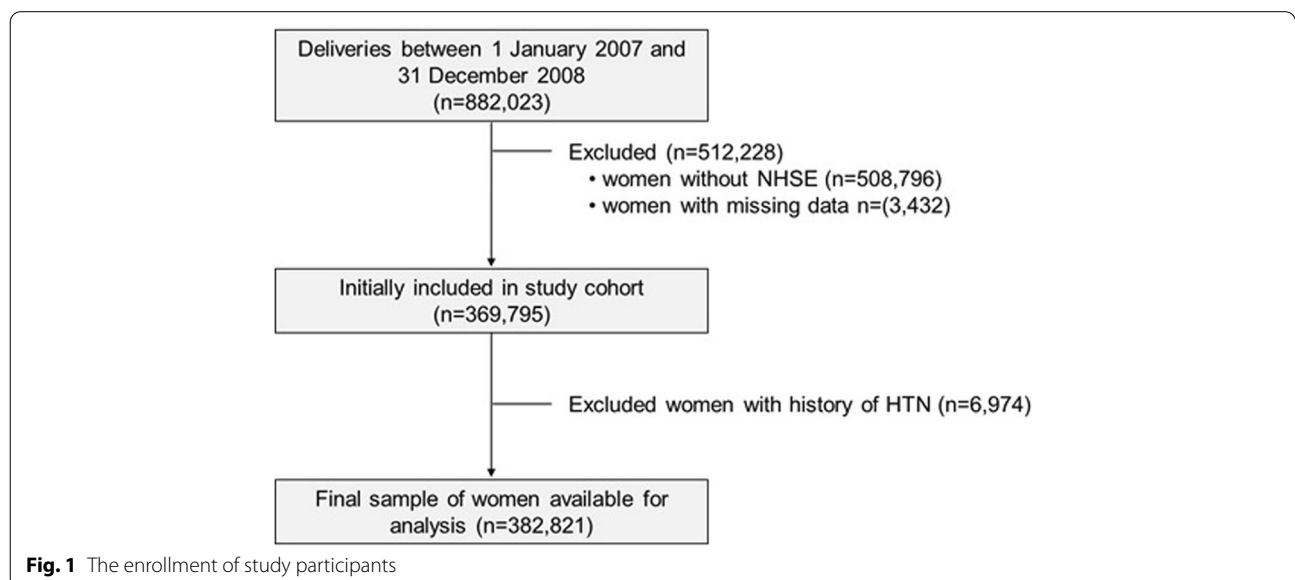 Deliveries between 1 January 2007 and
31 December 2008
(n=882,023)
Excluded (n=512,228)
• women without NHSE (n=508,796)
• women with missing data n=(3,432)
Initially included in study cohort
(n=369,795)
Excluded women with history of HTN (n=6,974)
Final sample of women available for
analysis (n=382,821)
Fig. 1 The enrollment of study participants